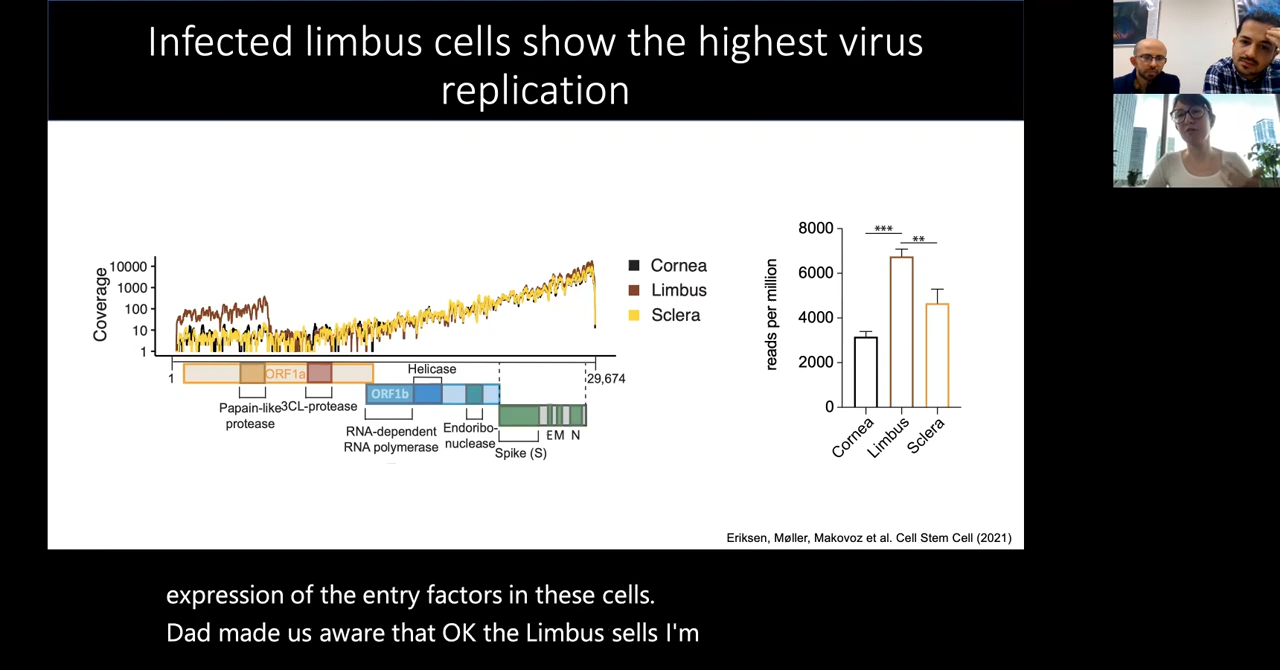 Infected limbus cells show the highest virus
replication
Coverage
10000
1000
100
10
1
Cornea
Limbus
Sclera
1
29,674
ORF1a
Papain-like
protease
3CL-protease
Helicase
ORF1b
RNA-dependent
RNA polymerase
Endoribo-
nuclease
Spike (S)
E M N
reads per million
8000
6000
4000
2000
0
***
**
Cornea
Limbus
Sclera
Eriksen, Møller, Makovoz et al. Cell Stem Cell (2021)
expression of the entry factors in these cells.
Dad made us aware that OK the Limbus sells I'm